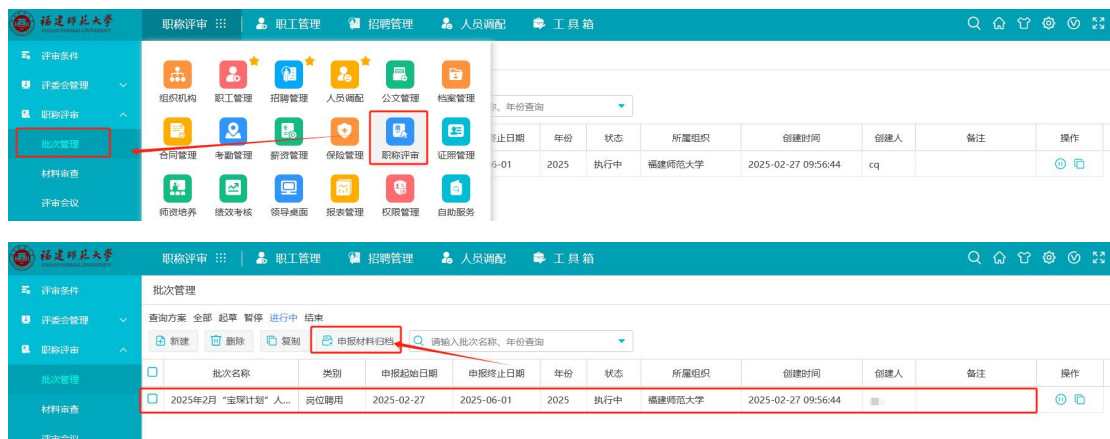 福建师范大学
FUJIAN NORMAL UNIVERSITY
职称评审 职工管理 招聘管理 人员调配 工具箱
评审条件
评委会管理
职称评审
批次管理
材料审查
评审会议
组织机构 职工管理 招聘管理 人员调配 公文管理 档案管理
合同管理 考勤管理 薪资管理 保险管理 职称评审 证照管理
师资培养 绩效考核 领导桌面 报表管理 权限管理 自助服务
、年份查询
终止日期 年份 状态 所属组织 创建时间 创建人 备注 操作
6-01 2025 执行中 福建师范大学 2025-02-27 09:56:44 cq
福建师范大学
FUJIAN NORMAL UNIVERSITY
职称评审 职工管理 招聘管理 人员调配 工具箱
评审条件
评委会管理
职称评审
批次管理
材料审查
评审会议
批次管理
查询方案 全部 起草 暂停 进行中 结束
新建 删除 复制 申报材料归档 请输入批次名称、年份查询
批次名称 类别 申报起始日期 申报终止日期 年份 状态 所属组织 创建时间 创建人 备注 操作
2025年2月“宝琛计划”人... 岗位聘用 2025-02-27 2025-06-01 2025 执行中 福建师范大学 2025-02-27 09:56:44